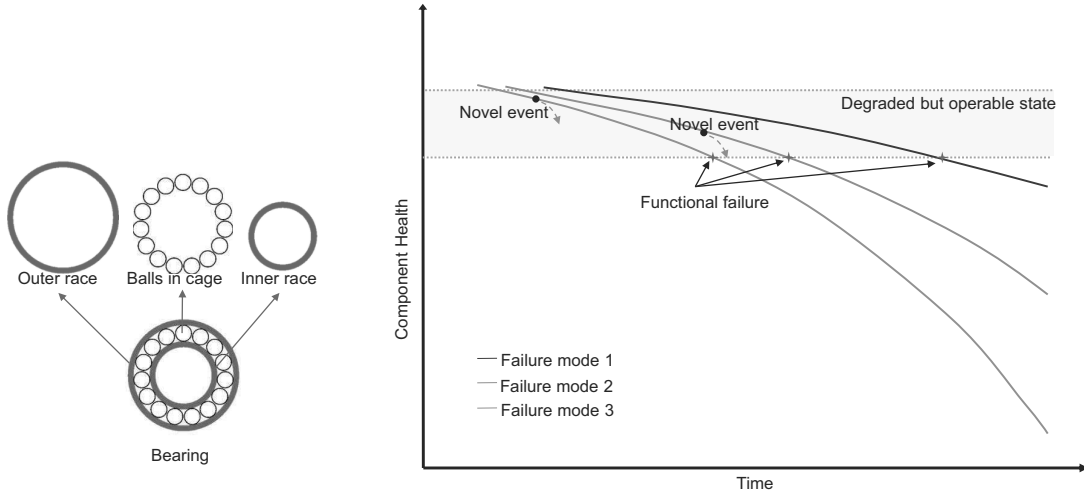 Outer race
Balls in cage
Inner race
Bearing
Component Health
Degraded but operable state
Novel event
Novel event
Functional failure
Failure mode 1
Failure mode 2
Failure mode 3
Time